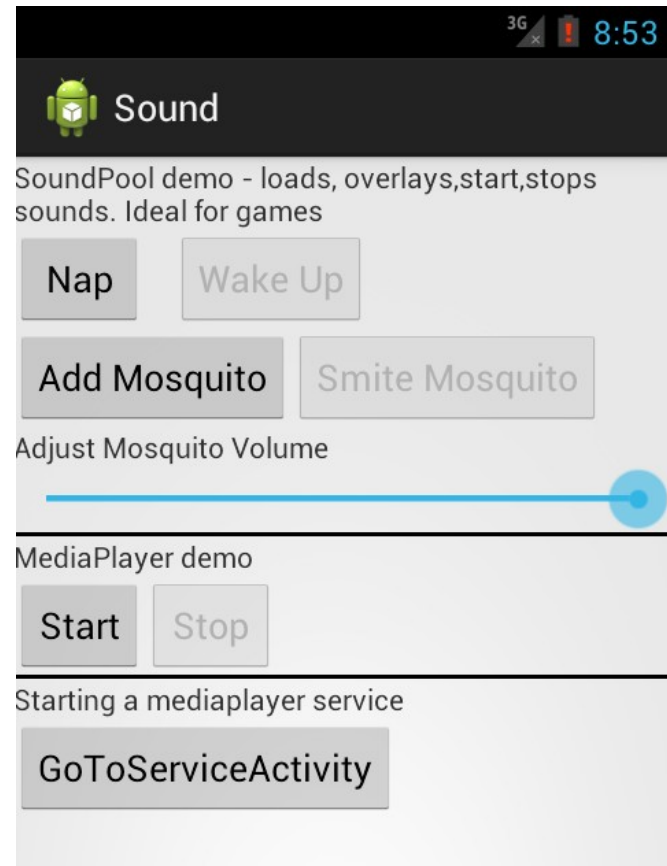 3G 8:53
Sound
SoundPool demo - loads, overlays,start,stops
sounds. Ideal for games
Nap Wake Up
Add Mosquito Smite Mosquito
Adjust Mosquito Volume
MediaPlayer demo
Start Stop
Starting a mediaplayer service
GoToServiceActivity